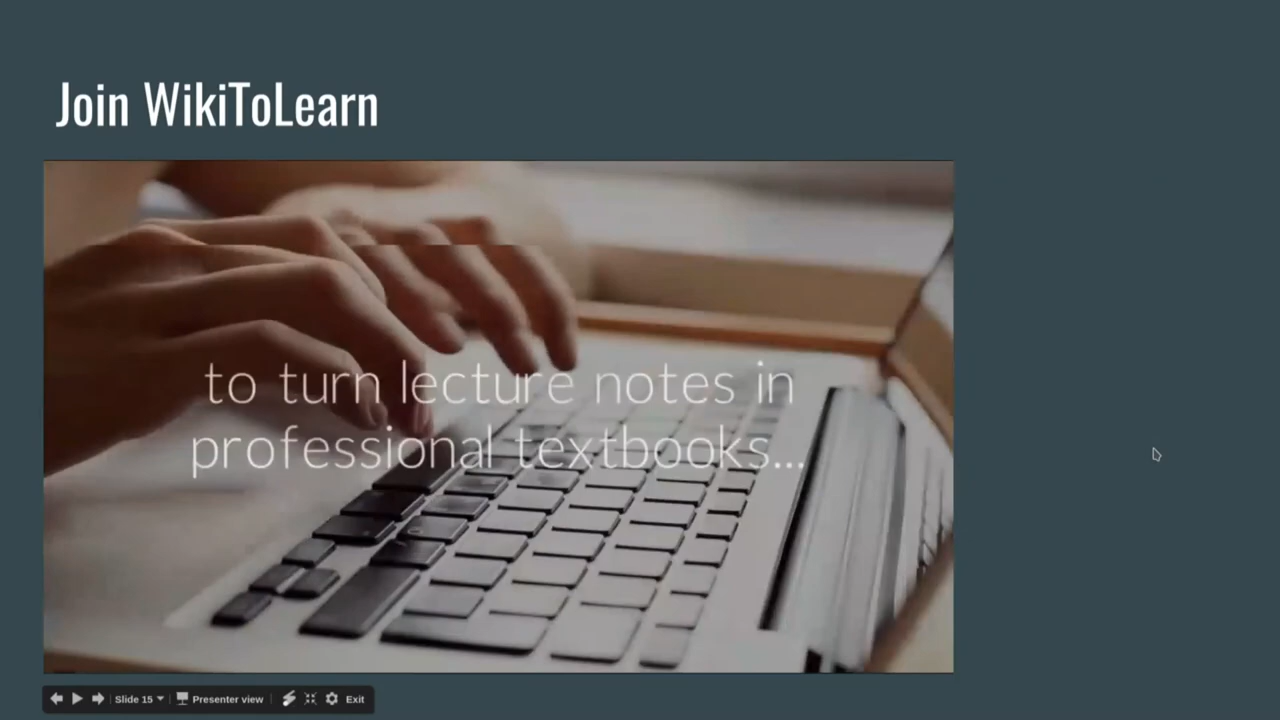 Join WikiToLearn
to turn lecture notes in
professional textbooks...
Slide 15 Presenter view Exit